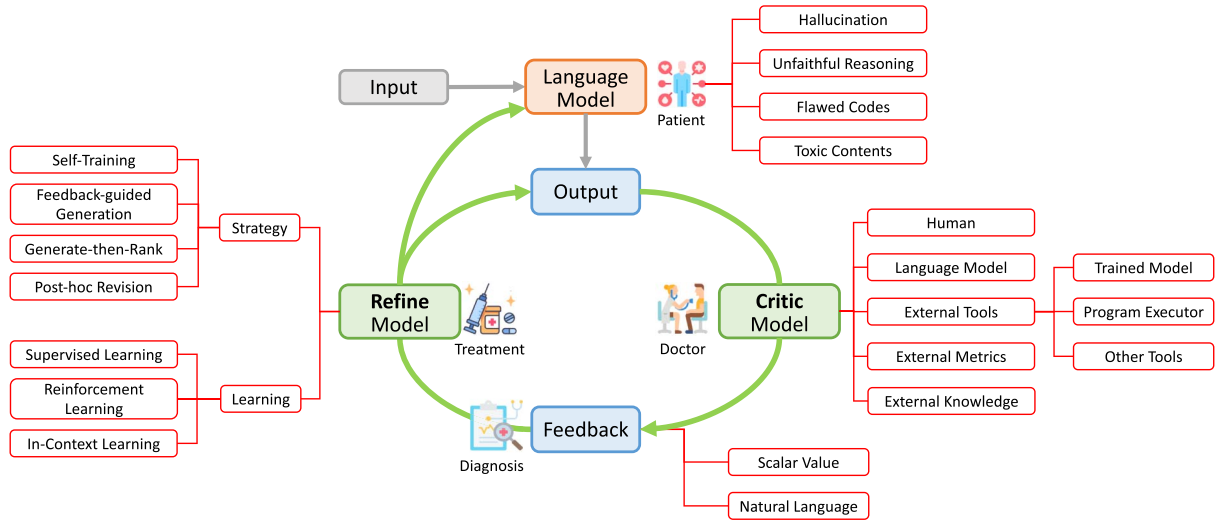 Hallucination
Unfaithful Reasoning
Flawed Codes
Toxic Contents
Input
Language
Model
Patient
Output
Self-Training
Feedback-guided
Generation
Generate-then-Rank
Post-hoc Revision
Strategy
Supervised Learning
Reinforcement
Learning
In-Context Learning
Learning
Refine
Model
Treatment
Doctor
Critic
Model
Human
Language Model
External Tools
External Metrics
External Knowledge
Trained Model
Program Executor
Other Tools
Diagnosis
Feedback
Scalar Value
Natural Language